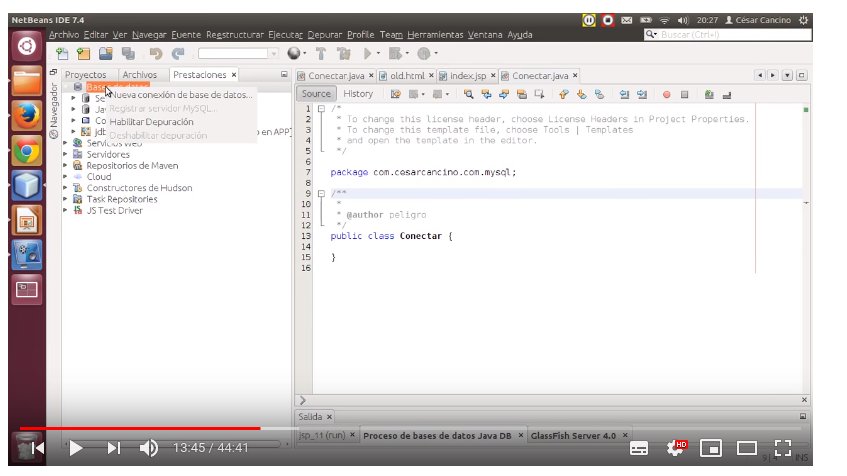 NetBeans IDE 7.4
20:27 César Cancino
Archivo Editar Ver Navegar Fuente Reestructurar Ejecutar Depurar Profile Team Herramientas Ventana Ayuda
Buscar (Ctrl+I)
Proyectos Archivos Prestaciones ×
Conectar.java × old.html × index.jsp × Conectar.java ×
Navegador
Base de datos
Nueva conexión de base de datos...
Registrar servidor MySQL...
Habilitar Depuración
Deshabilitar depuración
Se
Ja
Co
jdb
o en APP]
Servicios web
Servidores
Repositorios de Maven
Cloud
Constructores de Hudson
Task Repositories
JS Test Driver
Source History
1 /*
2 * To change this license header, choose License Headers in Project Properties.
3 * To change this template file, choose Tools | Templates
4 * and open the template in the editor.
5 */
6
7 package com.cesarcancino.com.mysql;
8
9 /**
10 *
11 * @author peligro
12 */
13 public class Conectar {
14
15 }
16
Salida ×
jsp_11 (run) × Proceso de bases de datos Java DB × GlassFish Server 4.0 ×
13:45 / 44:41
HD
INS